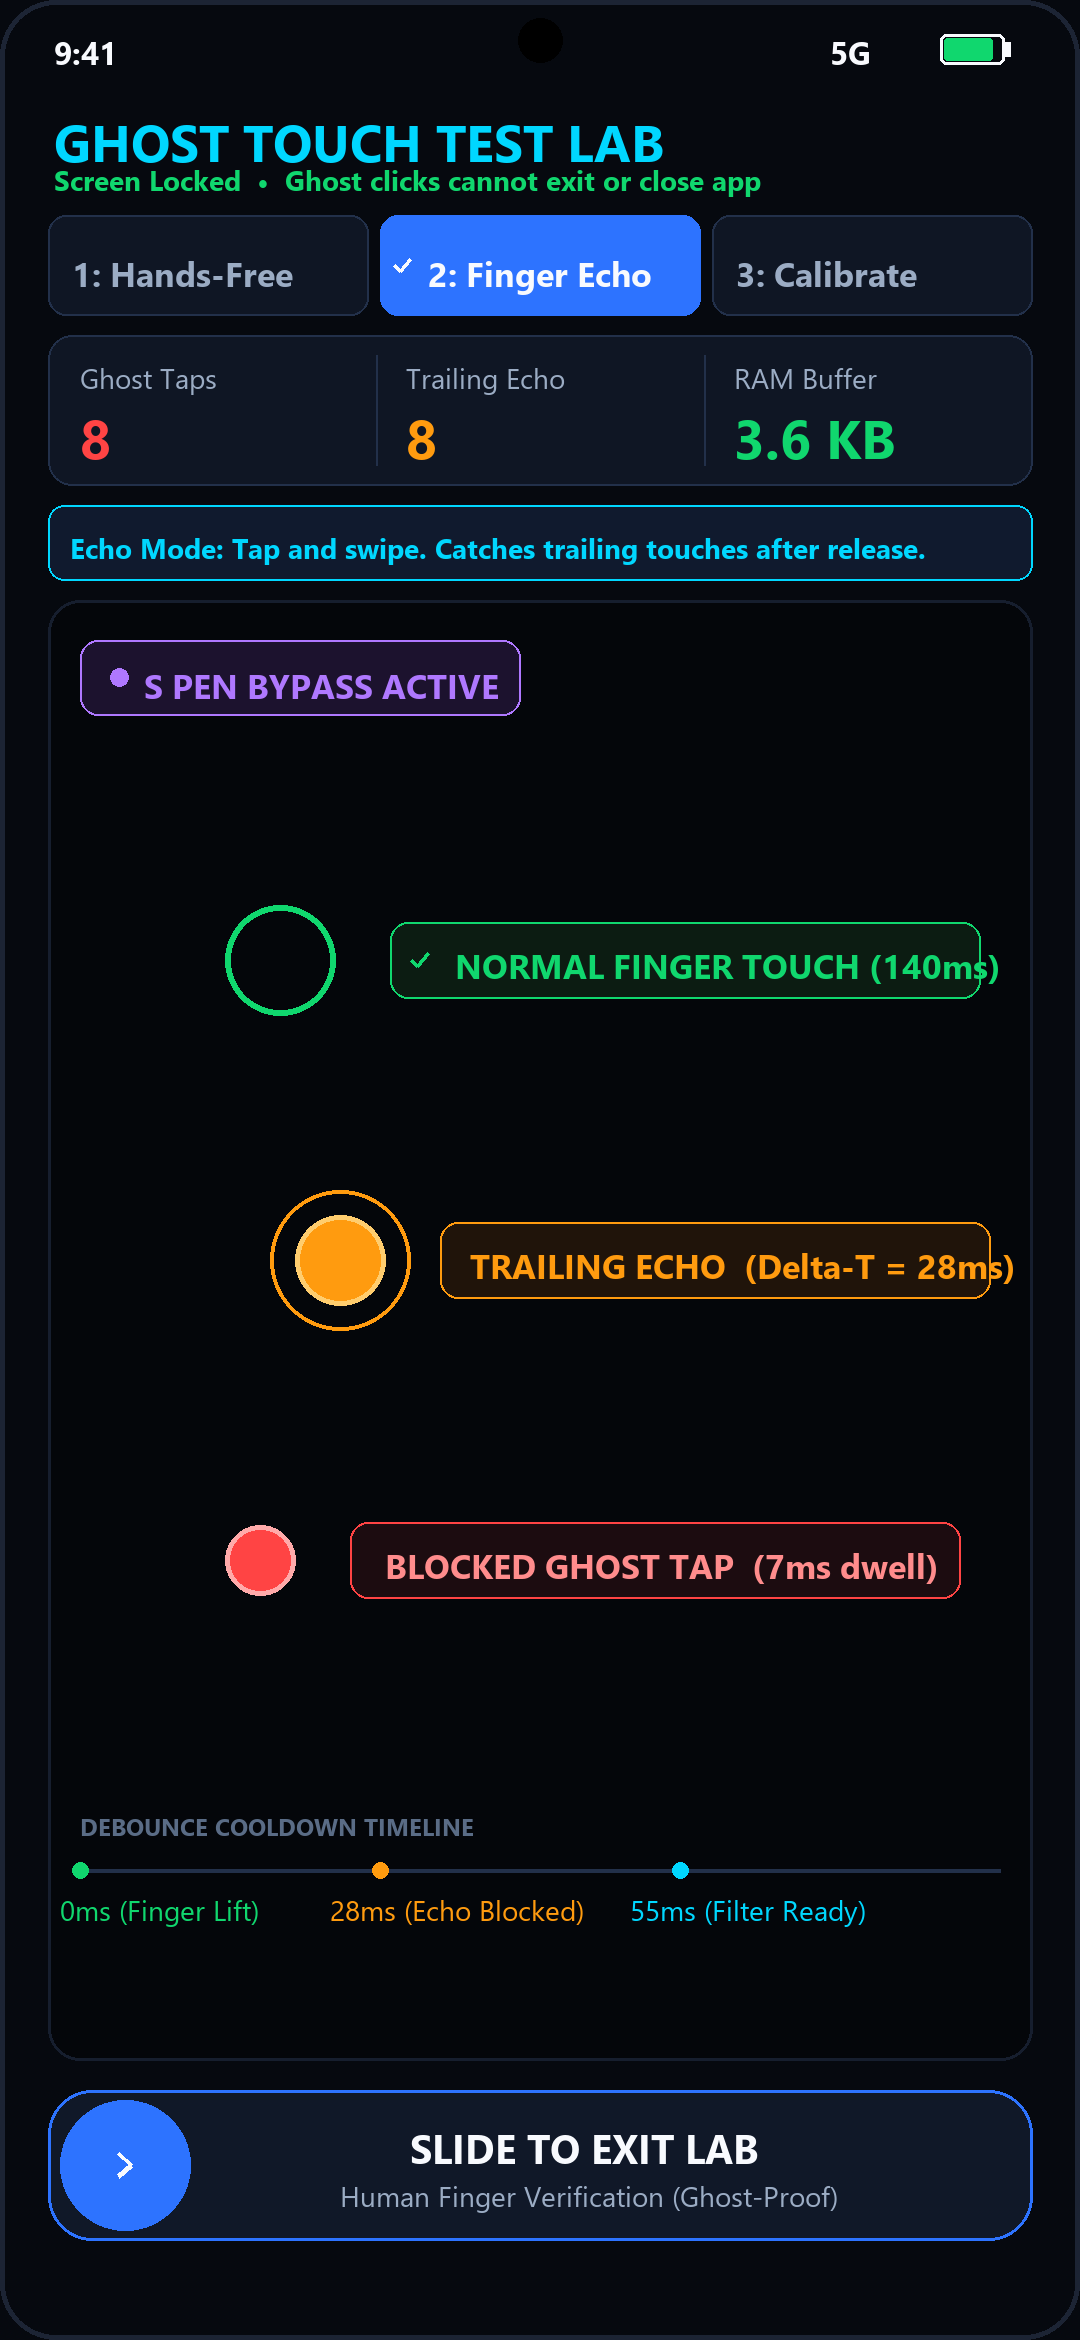 9:41
5G
GHOST TOUCH TEST LAB
Screen Locked • Ghost clicks cannot exit or close app
1: Hands-Free
2: Finger Echo
3: Calibrate
Ghost Taps
Trailing Echo
RAM Buffer
8
8
3.6 KB
Echo Mode: Tap and swipe. Catches trailing touches after release.
S PEN BYPASS ACTIVE
NORMAL FINGER TOUCH (140ms)
TRAILING ECHO (Delta-T = 28ms)
BLOCKED GHOST TAP (7ms dwell)
DEBOUNCE COOLDOWN TIMELINE
0ms (Finger Lift)
28ms (Echo Blocked)
55ms (Filter Ready)
SLIDE TO EXIT LAB
Human Finger Verification (Ghost-Proof)